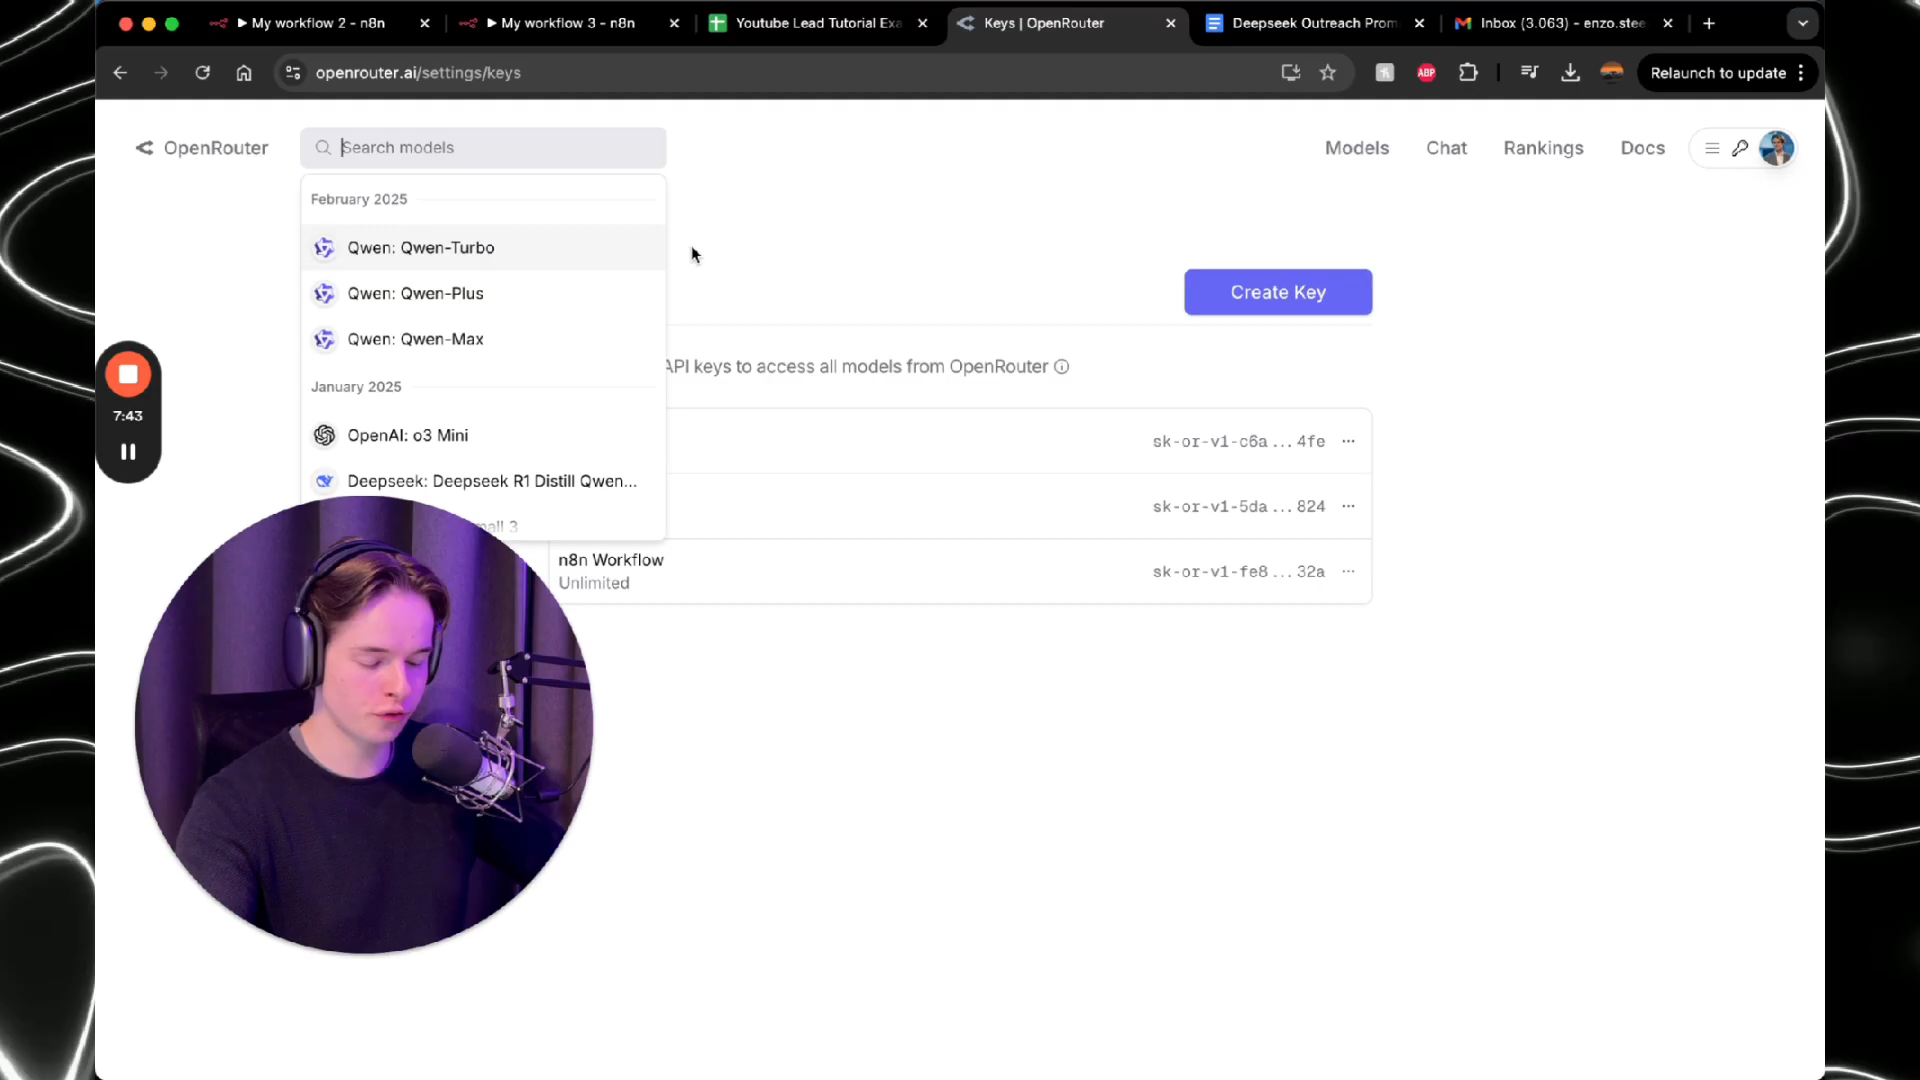 My workflow 2 - n8n
My workflow 3 - n8n
Youtube Lead Tutorial Exa
Keys | OpenRouter
Deepseek Outreach Prom
Inbox (3.063) - enzo.stee
openrouter.ai/settings/keys
ABP
Relaunch to update
OpenRouter
Search models
Models
Chat
Rankings
Docs
February 2025
Qwen: Qwen-Turbo
Qwen: Qwen-Plus
Qwen: Qwen-Max
January 2025
OpenAI: o3 Mini
Deepseek: Deepseek R1 Distill Qwen...
3
Create Key
API keys to access all models from OpenRouter
sk-or-v1-c6a...4fe
sk-or-v1-5da...824
n8n Workflow
Unlimited
sk-or-v1-fe8...32a
7:43